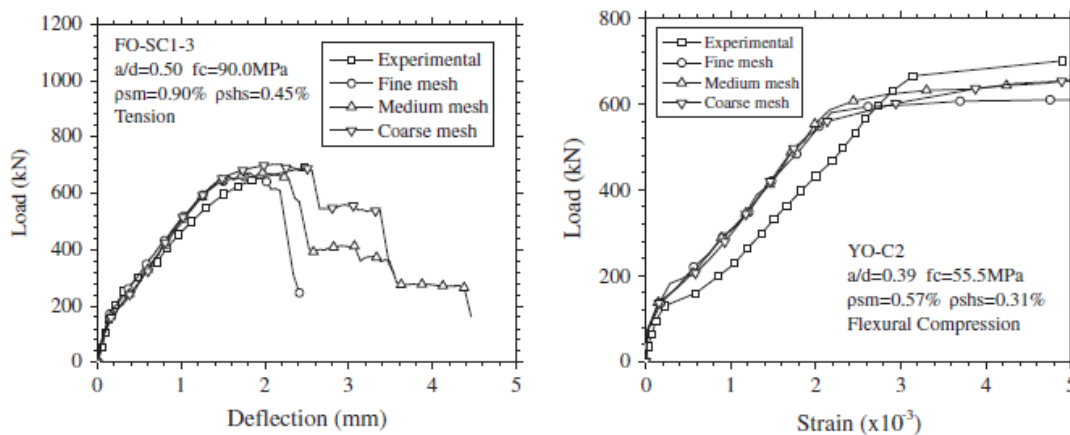 1200
1000
800
600
400
200
0
Load (kN)
FO-SC1-3
a/d=0.50 fc=90.0MPa
ρsm=0.90% ρshs=0.45%
Tension
Experimental
Fine mesh
Medium mesh
Coarse mesh
0 1 2 3 4 5
Deflection (mm)
800
600
400
200
0
Load (kN)
Experimental
Fine mesh
Medium mesh
Coarse mesh
YO-C2
a/d=0.39 fc=55.5MPa
ρsm=0.57% ρshs=0.31%
Flexural Compression
0 1 2 3 4 5
Strain (x10⁻³)